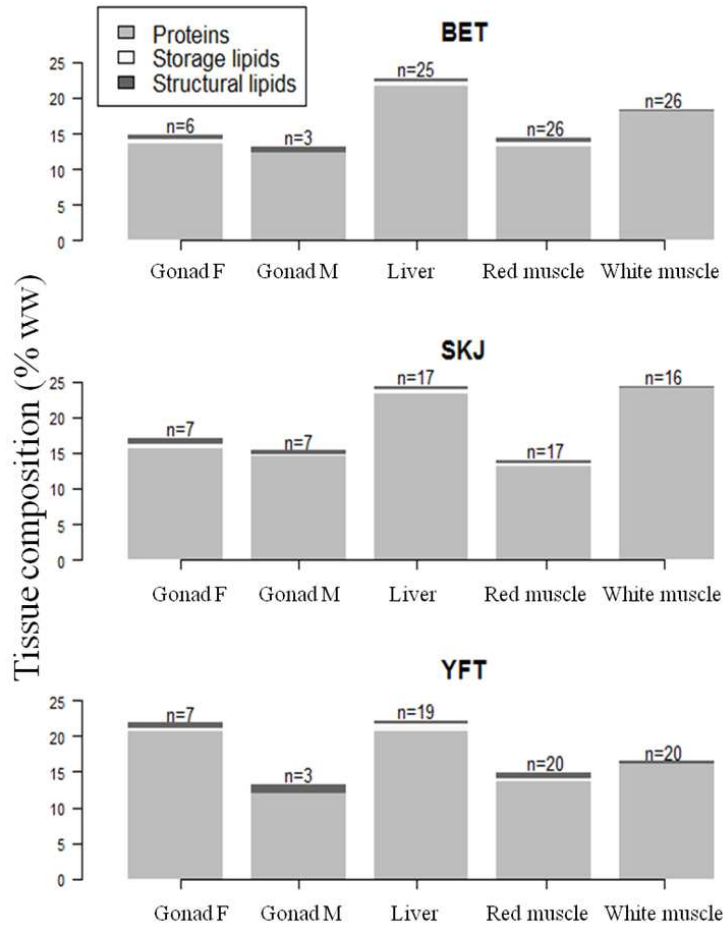 Proteins
Storage lipids
Structural lipids
Tissue composition (% ww)
BET
25
20
15
10
5
0
n=6
n=3
n=25
n=26
n=26
Gonad F Gonad M Liver Red muscle White muscle
SKJ
25
20
15
10
5
0
n=7
n=7
n=17
n=17
n=16
Gonad F Gonad M Liver Red muscle White muscle
YFT
25
20
15
10
5
0
n=7
n=3
n=19
n=20
n=20
Gonad F Gonad M Liver Red muscle White muscle